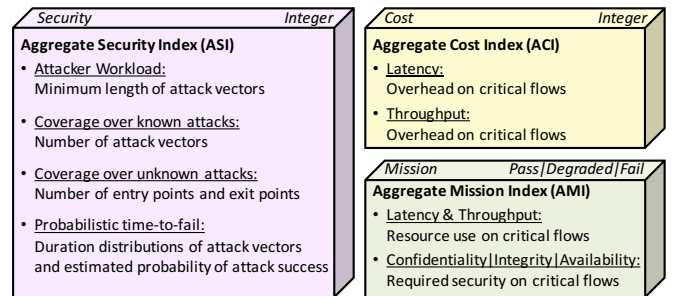 Security Integer
Aggregate Security Index (ASI)
• Attacker Workload:
Minimum length of attack vectors
• Coverage over known attacks:
Number of attack vectors
• Coverage over unknown attacks:
Number of entry points and exit points
• Probabilistic time-to-fail:
Duration distributions of attack vectors
and estimated probability of attack success
Cost Integer
Aggregate Cost Index (ACI)
• Latency:
Overhead on critical flows
• Throughput:
Overhead on critical flows
Mission Pass|Degraded|Fail
Aggregate Mission Index (AMI)
• Latency & Throughput:
Resource use on critical flows
• Confidentiality|Integrity|Availability:
Required security on critical flows